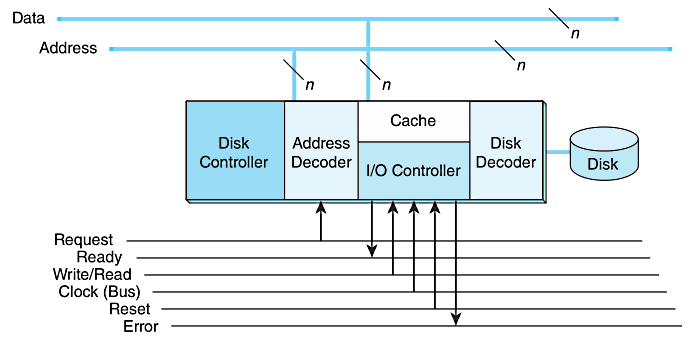 Data
n
Address
n
n
n
Disk
Controller
Address
Decoder
Cache
I/O Controller
Disk
Decoder
Disk
Request
Ready
Write/Read
Clock (Bus)
Reset
Error